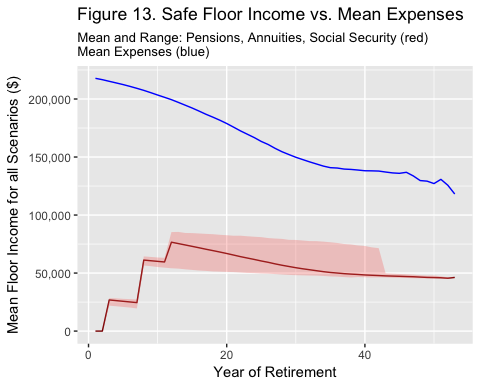 Figure 13. Safe Floor Income vs. Mean Expenses
Mean and Range: Pensions, Annuities, Social Security (red)
Mean Expenses (blue)
Mean Floor Income for all Scenarios ($)
200,000
150,000
100,000
50,000
0
0
20
40
Year of Retirement